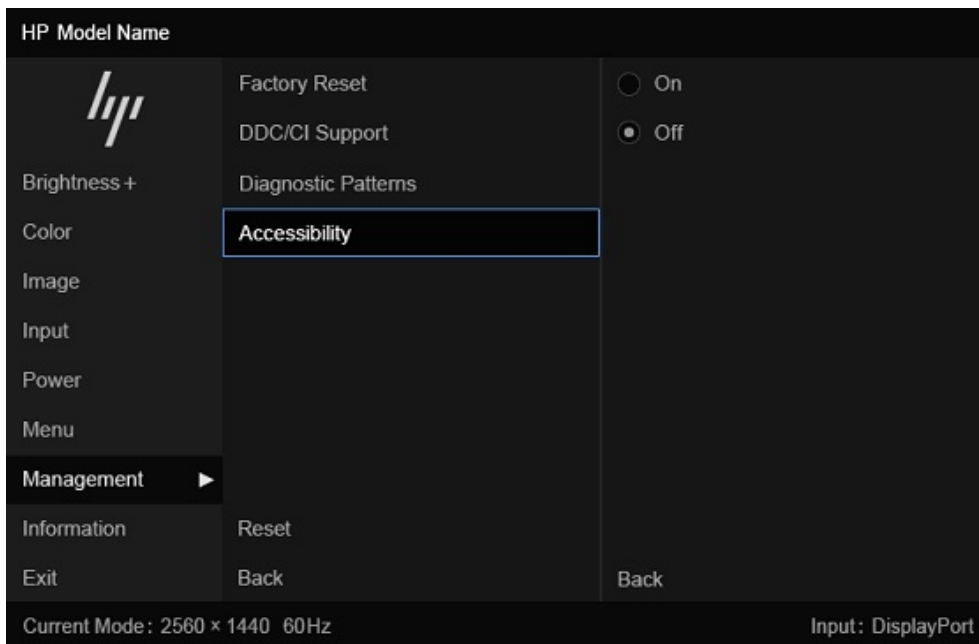 HP Model Name
hp
Brightness+
Color
Image
Input
Power
Menu
Management
Information
Exit
Factory Reset
DDC/CI Support
Diagnostic Patterns
Accessibility
Reset
Back
On
Off
Back
Current Mode: 2560 × 1440 60Hz
Input: DisplayPort